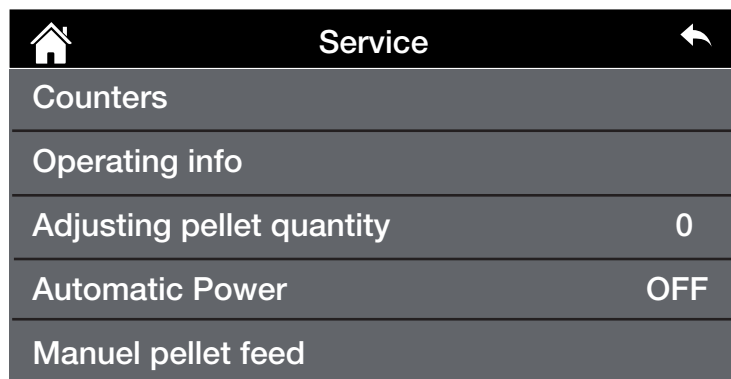 Service
Counters
Operating info
Adjusting pellet quantity 0
Automatic Power OFF
Manuel pellet feed